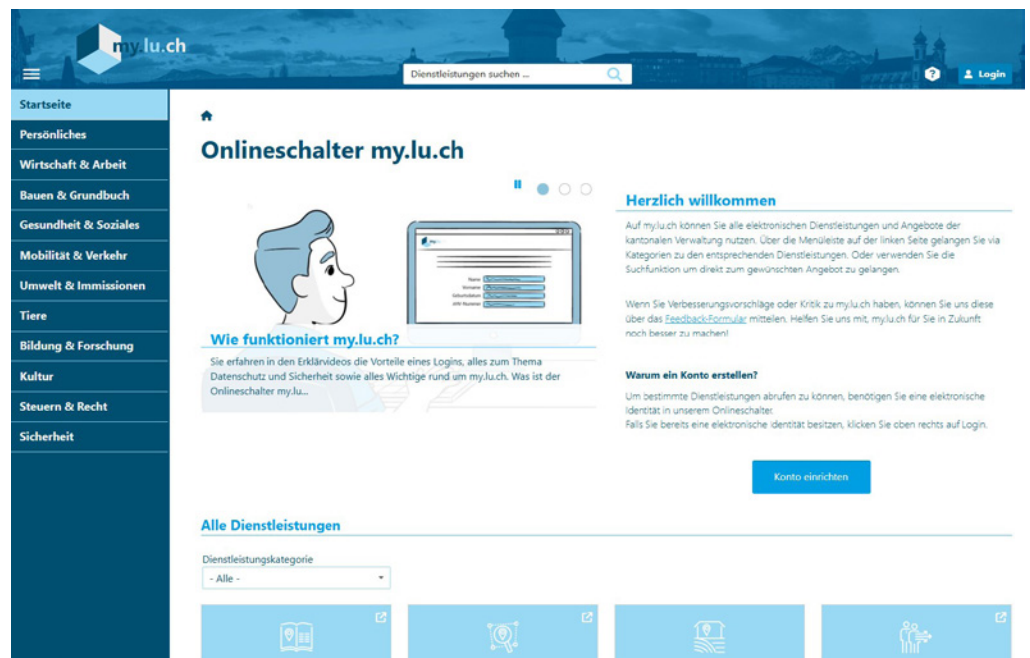 my.lu.ch
Dienstleistungen suchen ...
?
Login
Startseite
Persönliches
Wirtschaft & Arbeit
Bauen & Grundbuch
Gesundheit & Soziales
Mobilität & Verkehr
Umwelt & Immissionen
Tiere
Bildung & Forschung
Kultur
Steuern & Recht
Sicherheit
Onlineschalter my.lu.ch
Name
Vorname
Geburtsdatum
AHV Nummer
Wie funktioniert my.lu.ch?
Sie erfahren in den Erklärvideos die Vorteile eines Logins, alles zum Thema
Datenschutz und Sicherheit sowie alles Wichtige rund um my.lu.ch. Was ist der
Onlineschalter my.lu...
Herzlich willkommen
Auf my.lu.ch können Sie alle elektronischen Dienstleistungen und Angebote der
kantonalen Verwaltung nutzen. Über die Menüleiste auf der linken Seite gelangen Sie via
Kategorien zu den entsprechenden Dienstleistungen. Oder verwenden Sie die
Suchfunktion um direkt zum gewünschten Angebot zu gelangen.
Wenn Sie Verbesserungsvorschläge oder Kritik zu my.lu.ch haben, können Sie uns diese
über das Feedback-Formular mitteilen. Helfen Sie uns mit, my.lu.ch für Sie in Zukunft
noch besser zu machen!
Warum ein Konto erstellen?
Um bestimmte Dienstleistungen abrufen zu können, benötigen Sie eine elektronische
Identität in unserem Onlineschalter.
Falls Sie bereits eine elektronische Identität besitzen, klicken Sie oben rechts auf Login.
Konto einrichten
Alle Dienstleistungen
Dienstleistungskategorie
- Alle -